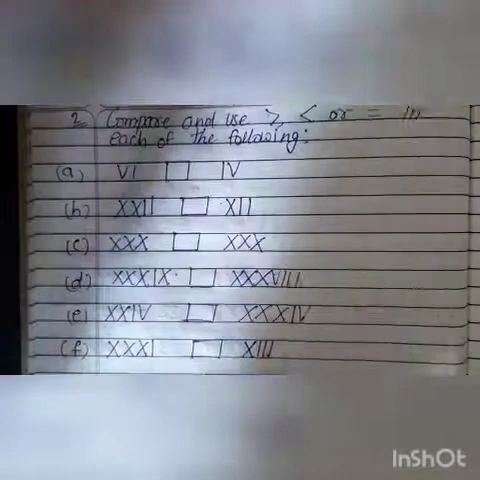 2. Compare and use >, < or = in
each of the following:
(a) VI □ IV
(b) XXII □ XII
(c) XXX □ XXX
(d) XXXIX □ XXXVIII
(e) XXIV □ XXXIV
(f) XXXI □ XIII
InShOt